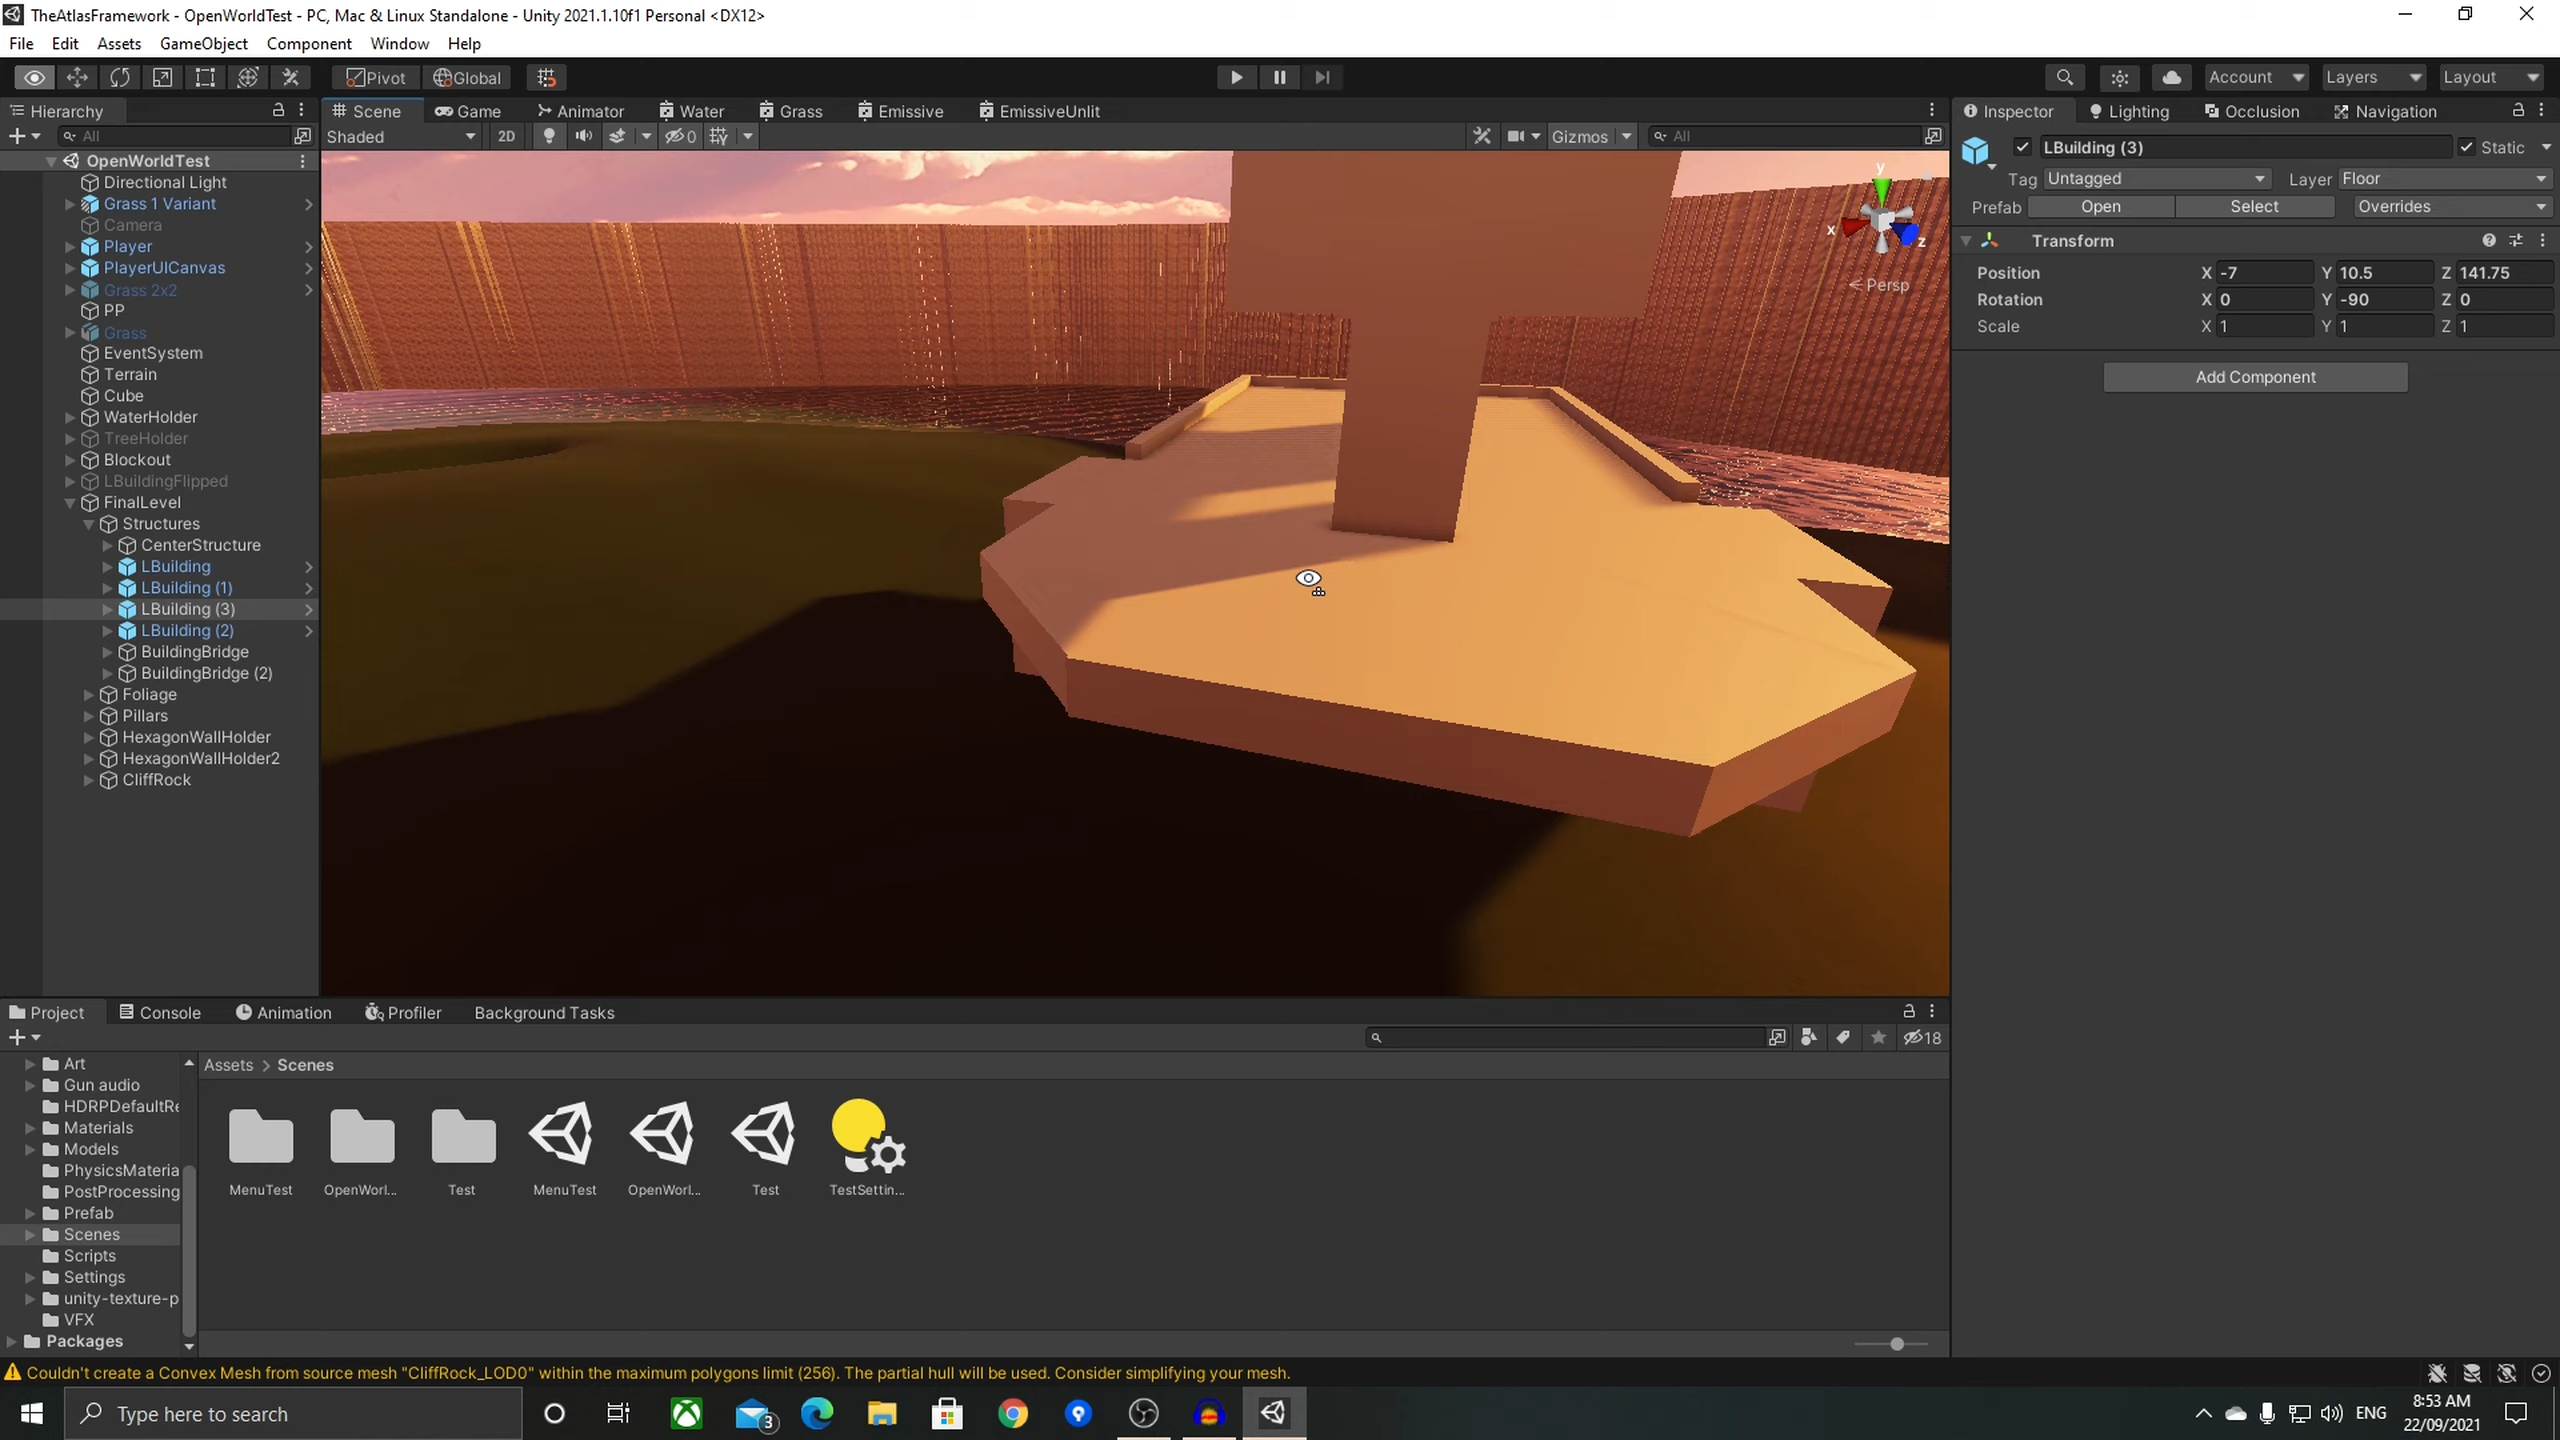 TheAtlasFramework - OpenWorldTest - PC, Mac & Linux Standalone - Unity 2021.1.10f1 Personal <DX12>
File Edit Assets GameObject Component Window Help
Pivot Global Account Layers Layout
Hierarchy
All
OpenWorldTest
Directional Light
Grass 1 Variant
Camera
Player
PlayerUICanvas
Grass 2x2
PP
Grass
EventSystem
Terrain
Cube
WaterHolder
TreeHolder
Blockout
LBuildingFlipped
FinalLevel
Structures
CenterStructure
LBuilding
LBuilding (1)
LBuilding (3)
LBuilding (2)
BuildingBridge
BuildingBridge (2)
Foliage
Pillars
HexagonWallHolder
HexagonWallHolder2
CliffRock
Scene Game Animator Water Grass Emissive EmissiveUnlit
Shaded 2D 0 Gizmos All
y
x
z
Persp
Inspector Lighting Occlusion Navigation
LBuilding (3) Static
Tag Untagged Layer Floor
Prefab Open Select Overrides
Transform
Position X -7 Y 10.5 Z 141.75
Rotation X 0 Y -90 Z 0
Scale X 1 Y 1 Z 1
Add Component
Project Console Animation Profiler Background Tasks
18
Art
Gun audio
HDRPDefaultRe
Materials
Models
PhysicsMateria
PostProcessing
Prefab
Scenes
Scripts
Settings
unity-texture-p
VFX
Packages
Assets > Scenes
MenuTest OpenWorl... Test MenuTest OpenWorl... Test TestSettin...
Couldn't create a Convex Mesh from source mesh "CliffRock_LOD0" within the maximum polygons limit (256). The partial hull will be used. Consider simplifying your mesh.
Type here to search
3
ENG
8:53 AM
22/09/2021